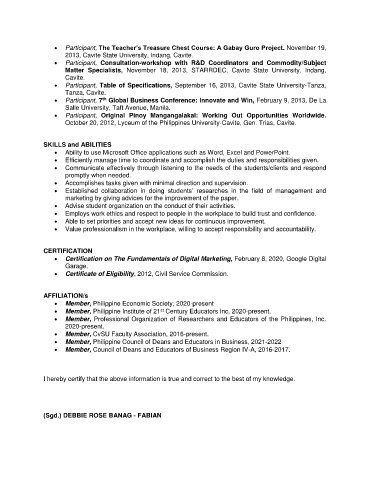 • Participant, The Teacher's Treasure Chest Course: A Gabay Guro Project. November 19,
2013, Cavite State University, Indang, Cavite.
• Participant, Consultation-workshop with R&D Coordinators and Commodity/Subject
Matter Specialists, November 18, 2013, STARRDEC, Cavite State University, Indang,
Cavite.
• Participant, Table of Specifications, September 16, 2013, Cavite State University-Tanza,
Tanza, Cavite.
• Participant, 7th Global Business Conference: Innovate and Win, February 9, 2013, De La
Salle University, Taft Avenue, Manila.
• Participant, Original Pinoy Mangangalakal: Working Out Opportunities Worldwide.
October 20, 2012, Lyceum of the Philippines University-Cavite, Gen. Trias, Cavite.
SKILLS and ABILITIES
• Ability to use Microsoft Office applications such as Word, Excel and PowerPoint.
• Efficiently manage time to coordinate and accomplish the duties and responsibilities given.
• Communicate effectively through listening to the needs of the students/clients and respond
promptly when needed.
• Accomplishes tasks given with minimal direction and supervision.
• Established collaboration in doing students' researches in the field of management and
marketing by giving advices for the improvement of the paper.
• Advise student organization on the conduct of their activities.
• Employs work ethics and respect to people in the workplace to build trust and confidence.
• Able to set priorities and accept new ideas for continuous improvement.
• Value professionalism in the workplace, willing to accept responsibility and accountability.
CERTIFICATION
• Certification on The Fundamentals of Digital Marketing, February 8, 2020, Google Digital
Garage.
• Certificate of Eligibility, 2012, Civil Service Commission.
AFFILIATION/s
• Member, Philippine Economic Society, 2020-present
• Member, Philippine Institute of 21st Century Educators Inc, 2020-present.
• Member, Professional Organization of Researchers and Educators of the Philippines, Inc.
2020-present.
• Member, CvSU Faculty Association, 2016-present.
• Member, Philippine Council of Deans and Educators in Business, 2021-2022
• Member, Council of Deans and Educators of Business Region IV-A, 2016-2017.
I hereby certify that the above information is true and correct to the best of my knowledge.
(Sgd.) DEBBIE ROSE BANAG - FABIAN